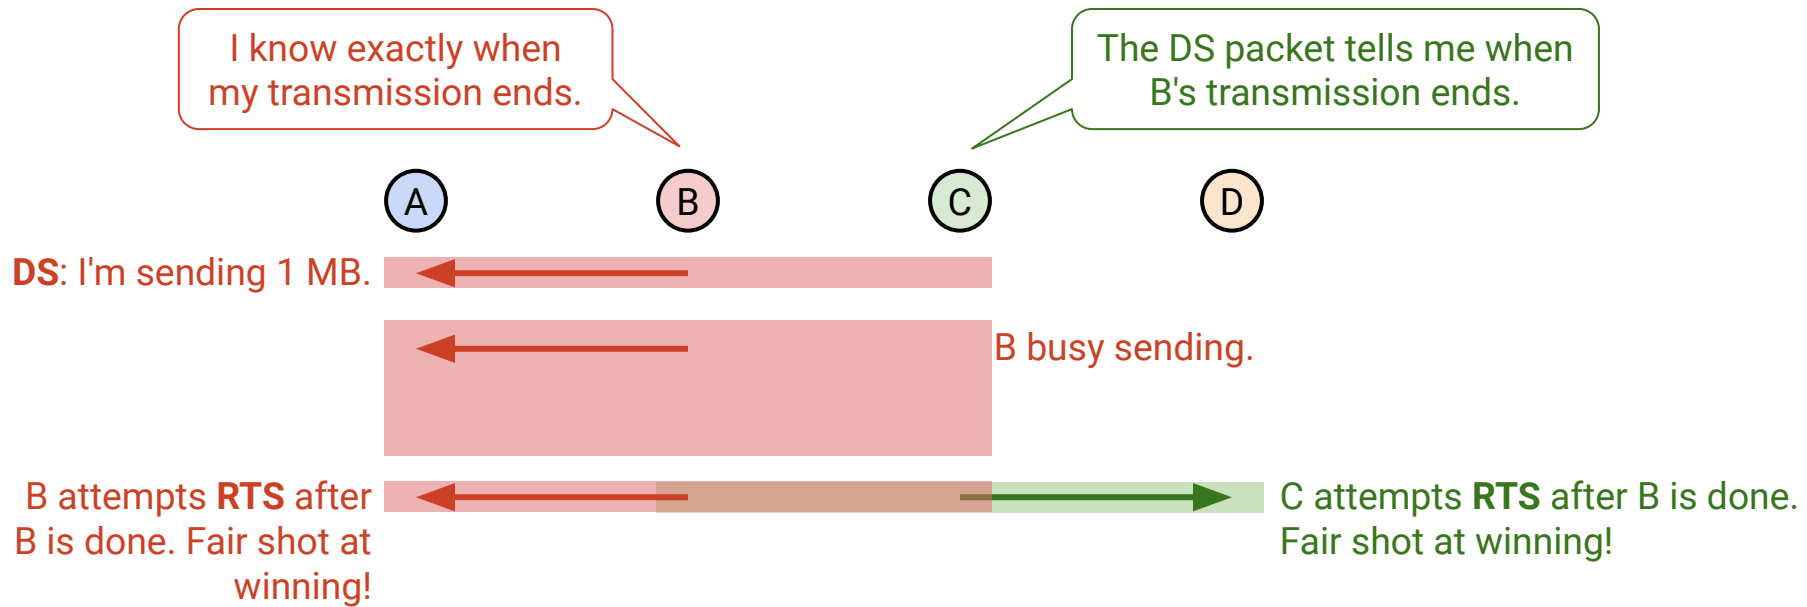 I know exactly when
my transmission ends.
The DS packet tells me when
B's transmission ends.
A
B
C
D
DS: I'm sending 1 MB.
B busy sending.
B attempts RTS after
B is done. Fair shot at
winning!
C attempts RTS after B is done.
Fair shot at winning!